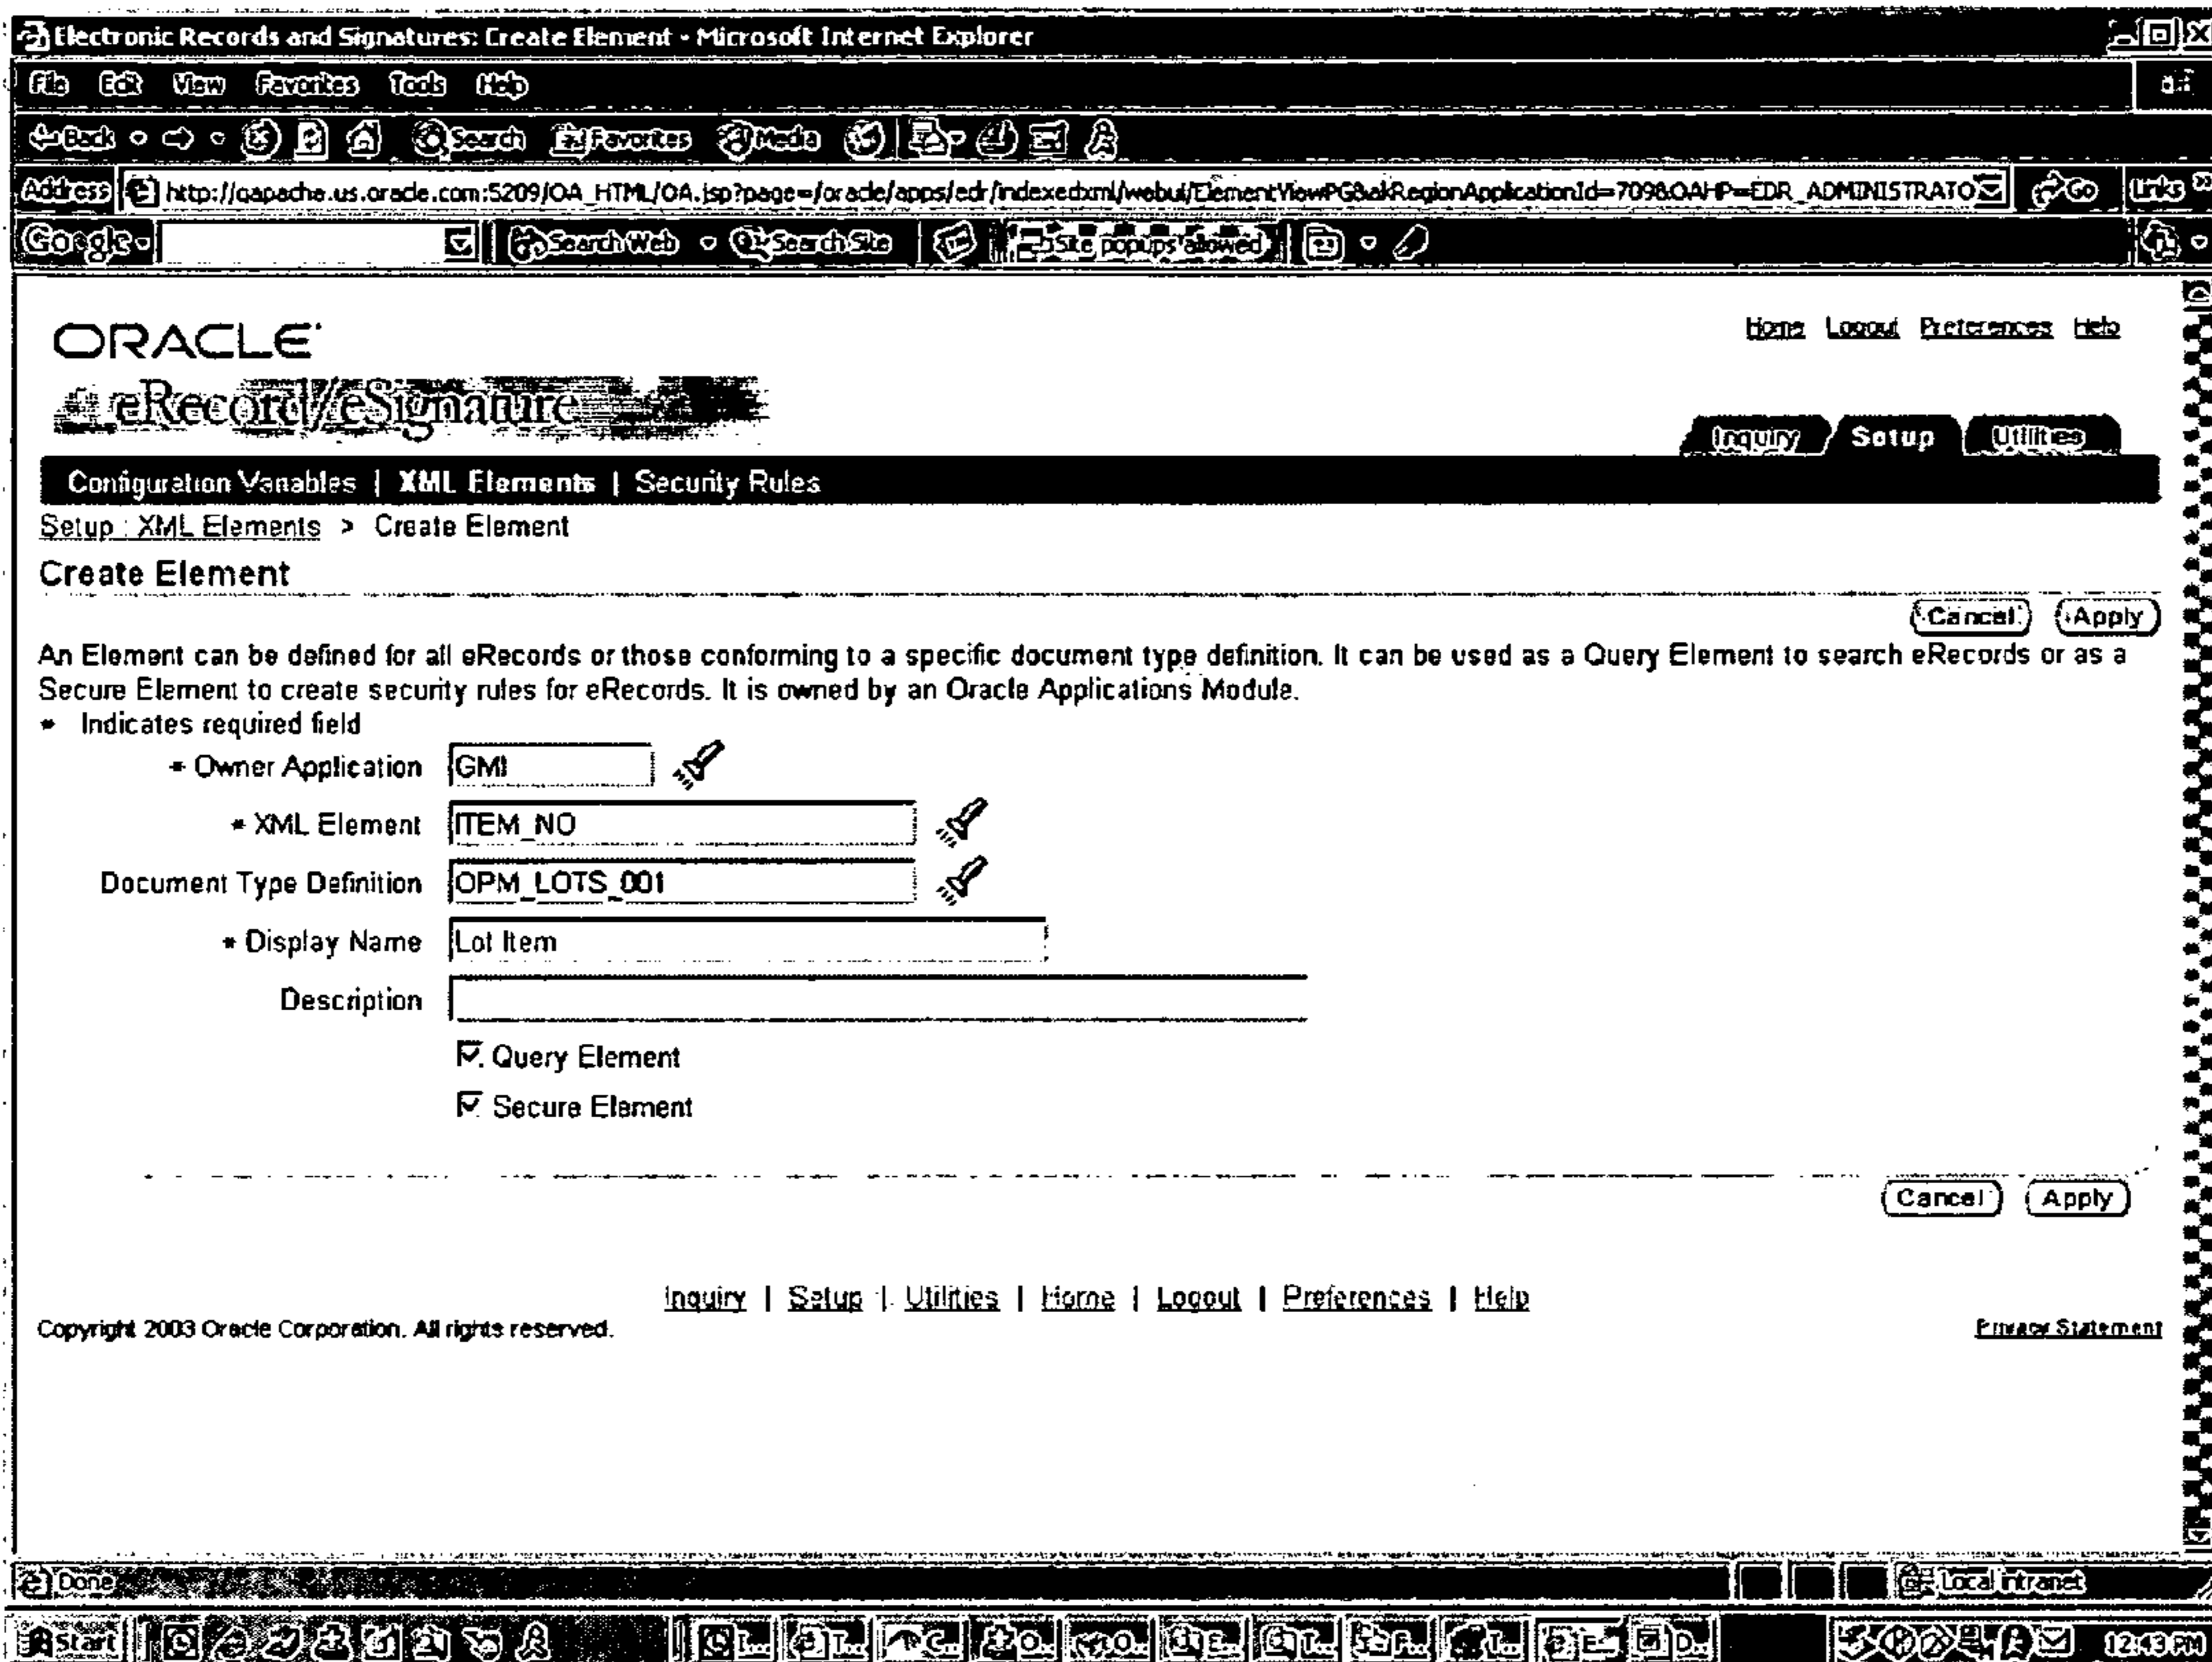 Electronic Records and Signatures: Create Element - Microsoft Internet Explorer
File Edit View Favorites Tools Help
Back Search Favorites Media
Address http://qapache.us.oracle.com:5209/OA_HTML/OA.jsp?page=/oracle/apps/edr/indexedxml/webui/ElementViewPG&akRegionApplicationId=709&OAHP=EDR_ADMINISTRATO Go Links »
Google Search Web Search Site Site popups allowed
ORACLE
Home Logout Preferences Help
eRecord/eSignature
Inquiry Setup Utilities
Configuration Variables | XML Elements | Security Rules
Setup : XML Elements > Create Element
Create Element
Cancel Apply
An Element can be defined for all eRecords or those conforming to a specific document type definition. It can be used as a Query Element to search eRecords or as a
Secure Element to create security rules for eRecords. It is owned by an Oracle Applications Module.
* Indicates required field
* Owner Application GMI
* XML Element ITEM_NO
Document Type Definition OPM_LOTS_001
* Display Name Lot Item
Description
Query Element
Secure Element
Cancel Apply
Inquiry | Setup | Utilities | Home | Logout | Preferences | Help
Copyright 2003 Oracle Corporation. All rights reserved. Privacy Statement
Done Local intranet
Start I... T... C... O... O... E... T... P... T... E... D... 12:43 PM